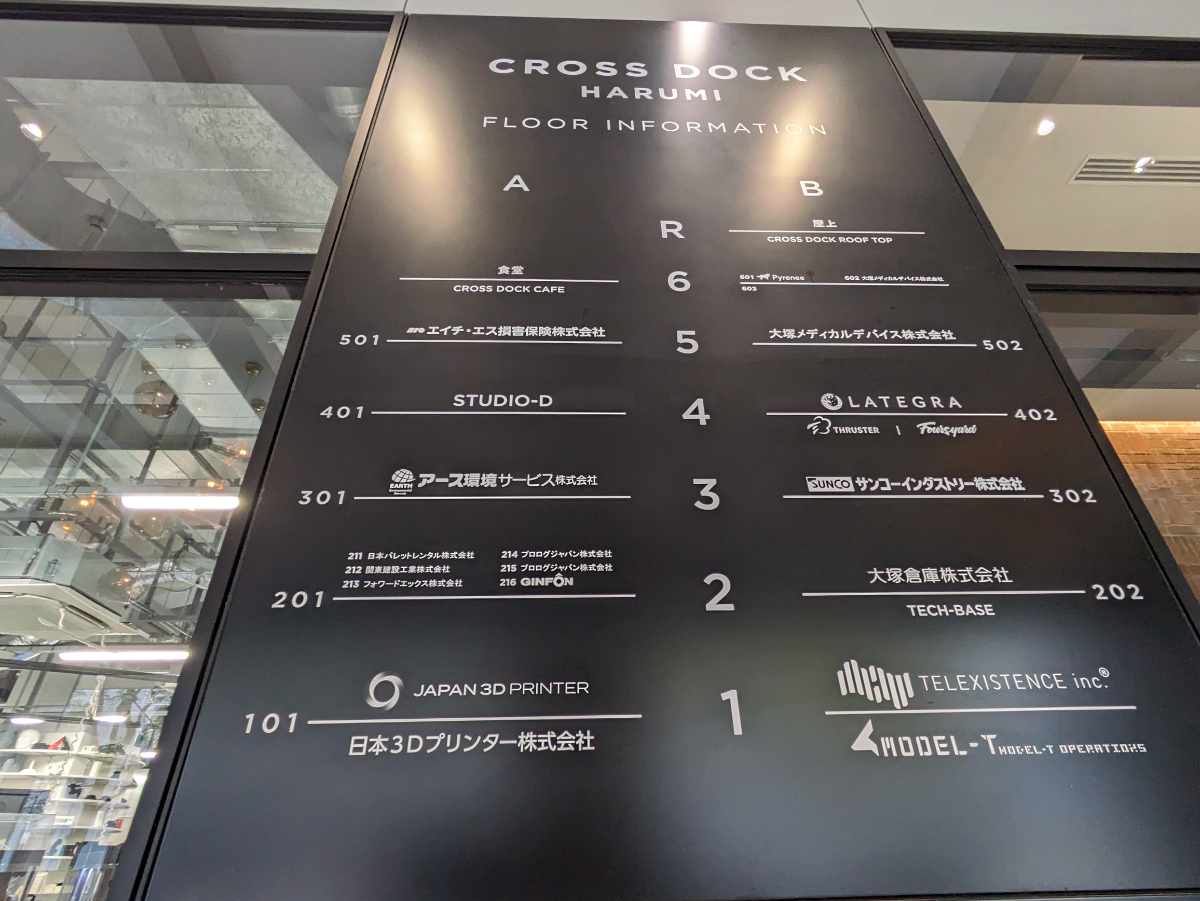 CROSS DOCK
HARUMI
FLOOR INFORMATION
A
B
R
屋上
CROSS DOCK ROOF TOP
食堂
CROSS DOCK CAFE
6
601 Pyrenee 602 大塚メディカルデバイス株式会社
603
501 エイチ・エス損害保険株式会社
5
大塚メディカルデバイス株式会社 502
401 STUDIO-D
4
LATEGRA 402
THRUSTER | Foursyard
301 EARTH Environmental Service アース環境サービス株式会社
3
SUNCO サンコーインダストリー株式会社 302
211 日本パレットレンタル株式会社 214 プロロジャパン株式会社
212 関東建設工業株式会社 215 プロロジャパン株式会社
213 フォワードエックス株式会社 216 GINFON
201
2
大塚倉庫株式会社 202
TECH-BASE
JAPAN 3D PRINTER
101
日本3Dプリンター株式会社
1
TELEXISTENCE inc.®
MODEL-T MODEL-T OPERATIONS